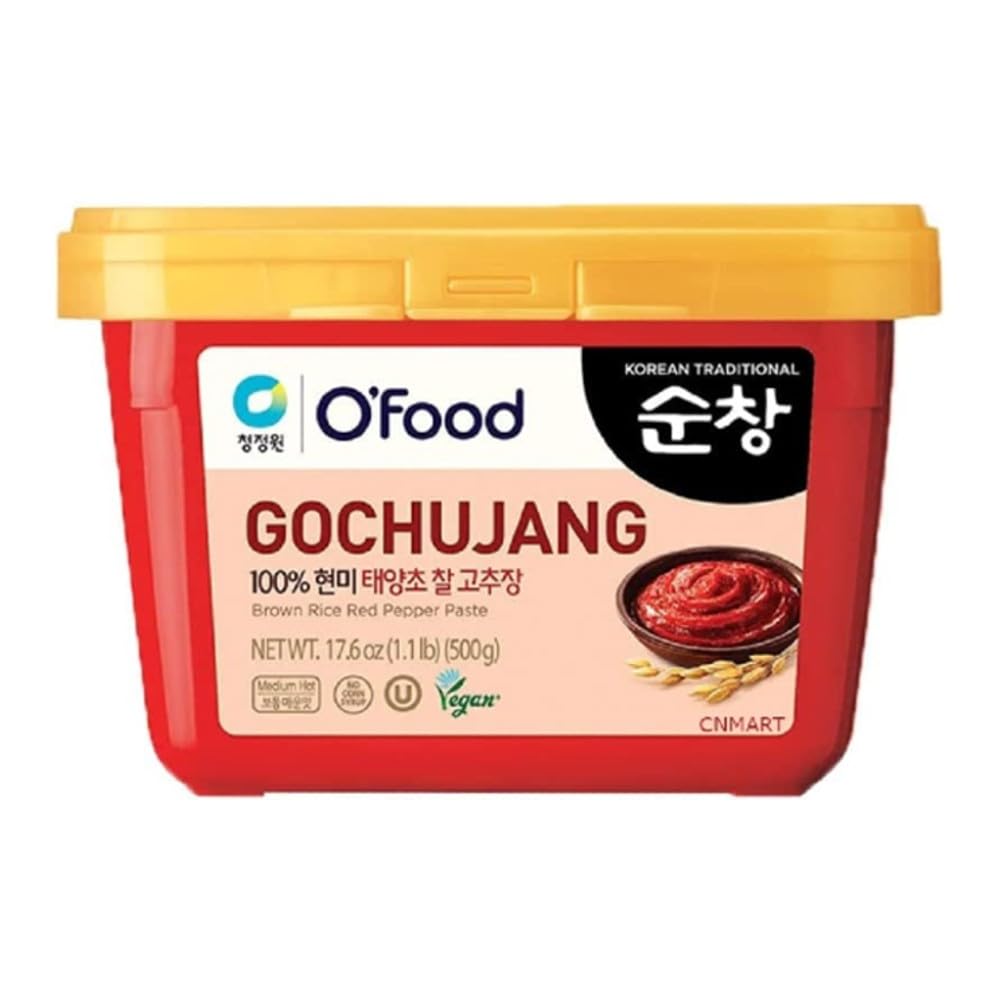 청정원
O'Food
KOREAN TRADITIONAL
순창
GOCHUJANG
100% 현미 태양초 찰 고추장
Brown Rice Red Pepper Paste
NET WT. 17.6 oz (1.1 lb) (500g)
Medium Hot
보통매운맛
NO
CORN
SYRUP
U
Vegan
CNMART